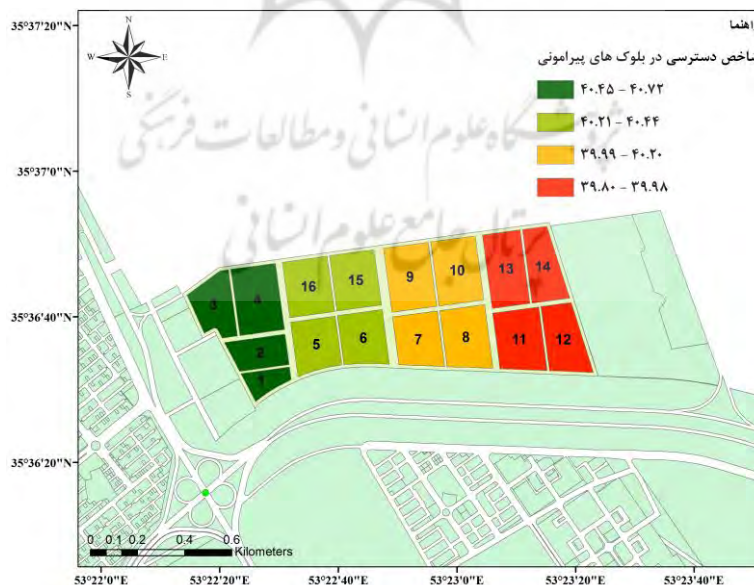 35°37'20"N
35°37'0"N
35°36'40"N
35°36'20"N
N
W E
S
شاخص دسترسی در بلوک های پیرامونی
۴۰.۴۵ – ۴۰.۷۲
۴۰.۲۱ – ۴۰.۴۴
۳۹.۹۹ – ۴۰.۲۰
۳۹.۸۰ – ۳۹.۹۸
پژوهشگاه علوم انسانی و مطالعات فرهنگی
پرتال جامع علوم انسانی
3 4 16 15 9 10 13 14
2 5 6 7 8 11 12
1
0 0.1 0.2 0.4 0.6
Kilometers
53°22'0"E 53°22'20"E 53°22'40"E 53°23'0"E 53°23'20"E 53°23'40"E